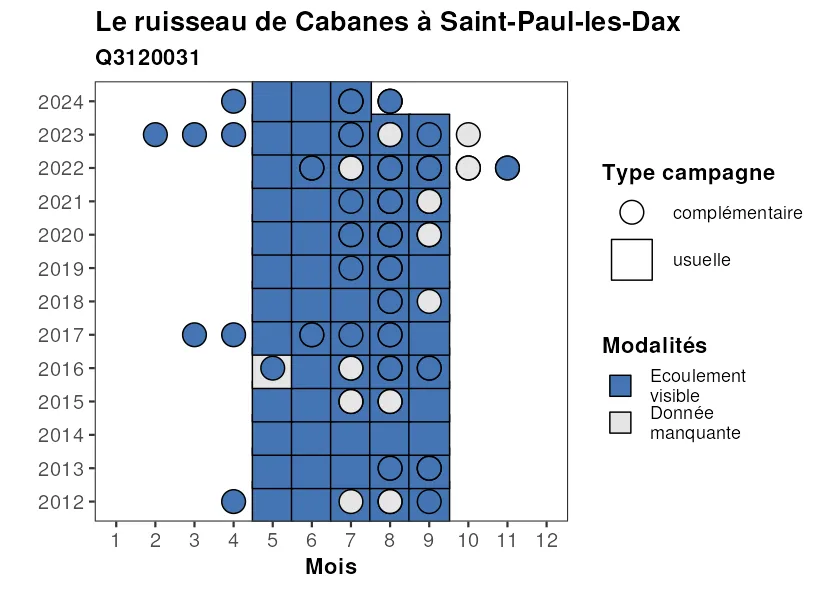 Le ruisseau de Cabanes à Saint-Paul-les-Dax
Q3120031
2024
2023
2022
2021
2020
2019
2018
2017
2016
2015
2014
2013
2012
1 2 3 4 5 6 7 8 9 10 11 12
Mois
Type campagne
complémentaire
usuelle
Modalités
Ecoulement
visible
Donnée
manquante